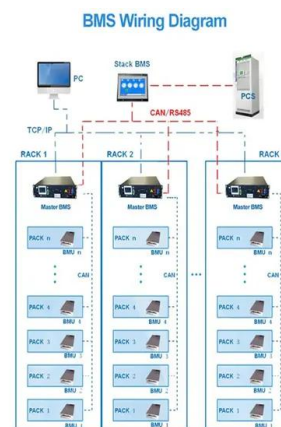 BMS Wiring Diagram
PC
Stack BMS
PCS
CAN/RS485
TCP/IP
RACK 1
RACK 2
RACK
Master BMS
Master BMS
Master BMS
PACK n
BMU n
PACK n
BMU n
PACK n
BMU n
CAN
CAN
CAN
PACK 4
BMU 4
PACK 4
BMU 4
PACK 4
BMU 4
PACK 3
BMU 3
PACK 3
BMU 3
PACK 3
BMU 3
PACK 2
BMU 2
PACK 2
BMU 2
PACK 2
BMU 2
PACK 1
BMU 1
PACK 1
BMU 1
PACK 1
BMU 1